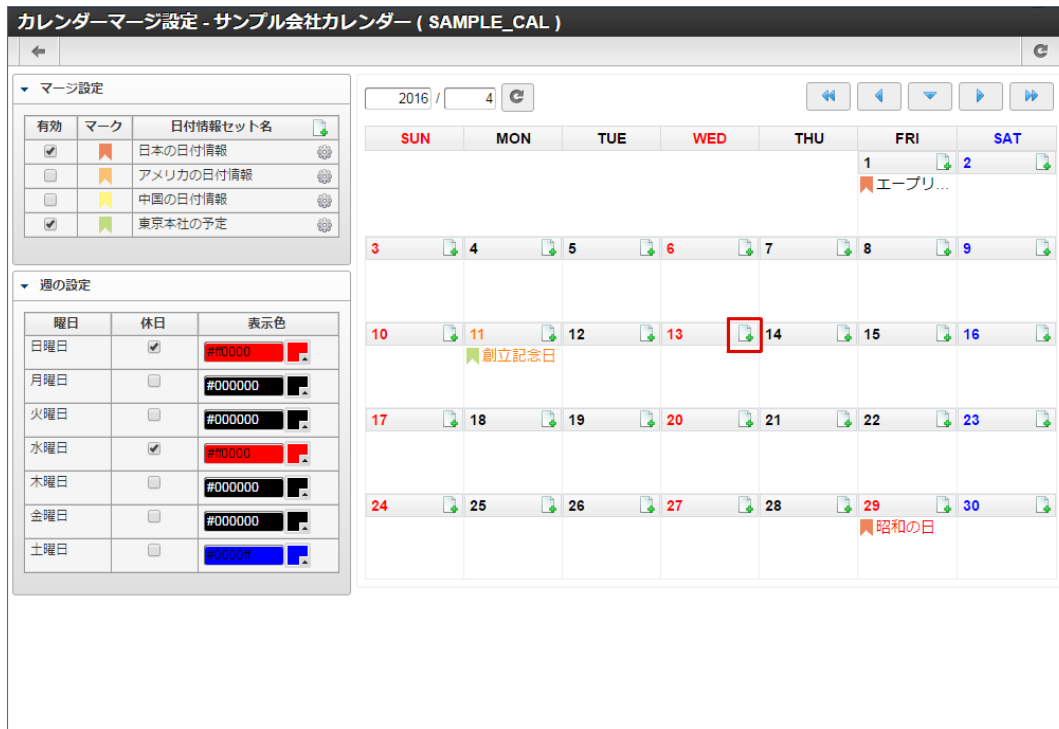 カレンダーマージ設定 - サンプル会社カレンダー ( SAMPLE_CAL )
マージ設定
有効 マーク 日付情報セット名
日本の日付情報
アメリカの日付情報
中国の日付情報
東京本社の予定
週の設定
曜日 休日 表示色
日曜日 #ff0000
月曜日 #000000
火曜日 #000000
水曜日 #ff0000
木曜日 #000000
金曜日 #000000
土曜日 #0000ff
2016 / 4
SUN MON TUE WED THU FRI SAT
1 2
エープリ...
3 4 5 6 7 8 9
10 11 12 13 14 15 16
創立記念日
17 18 19 20 21 22 23
24 25 26 27 28 29 30
昭和の日